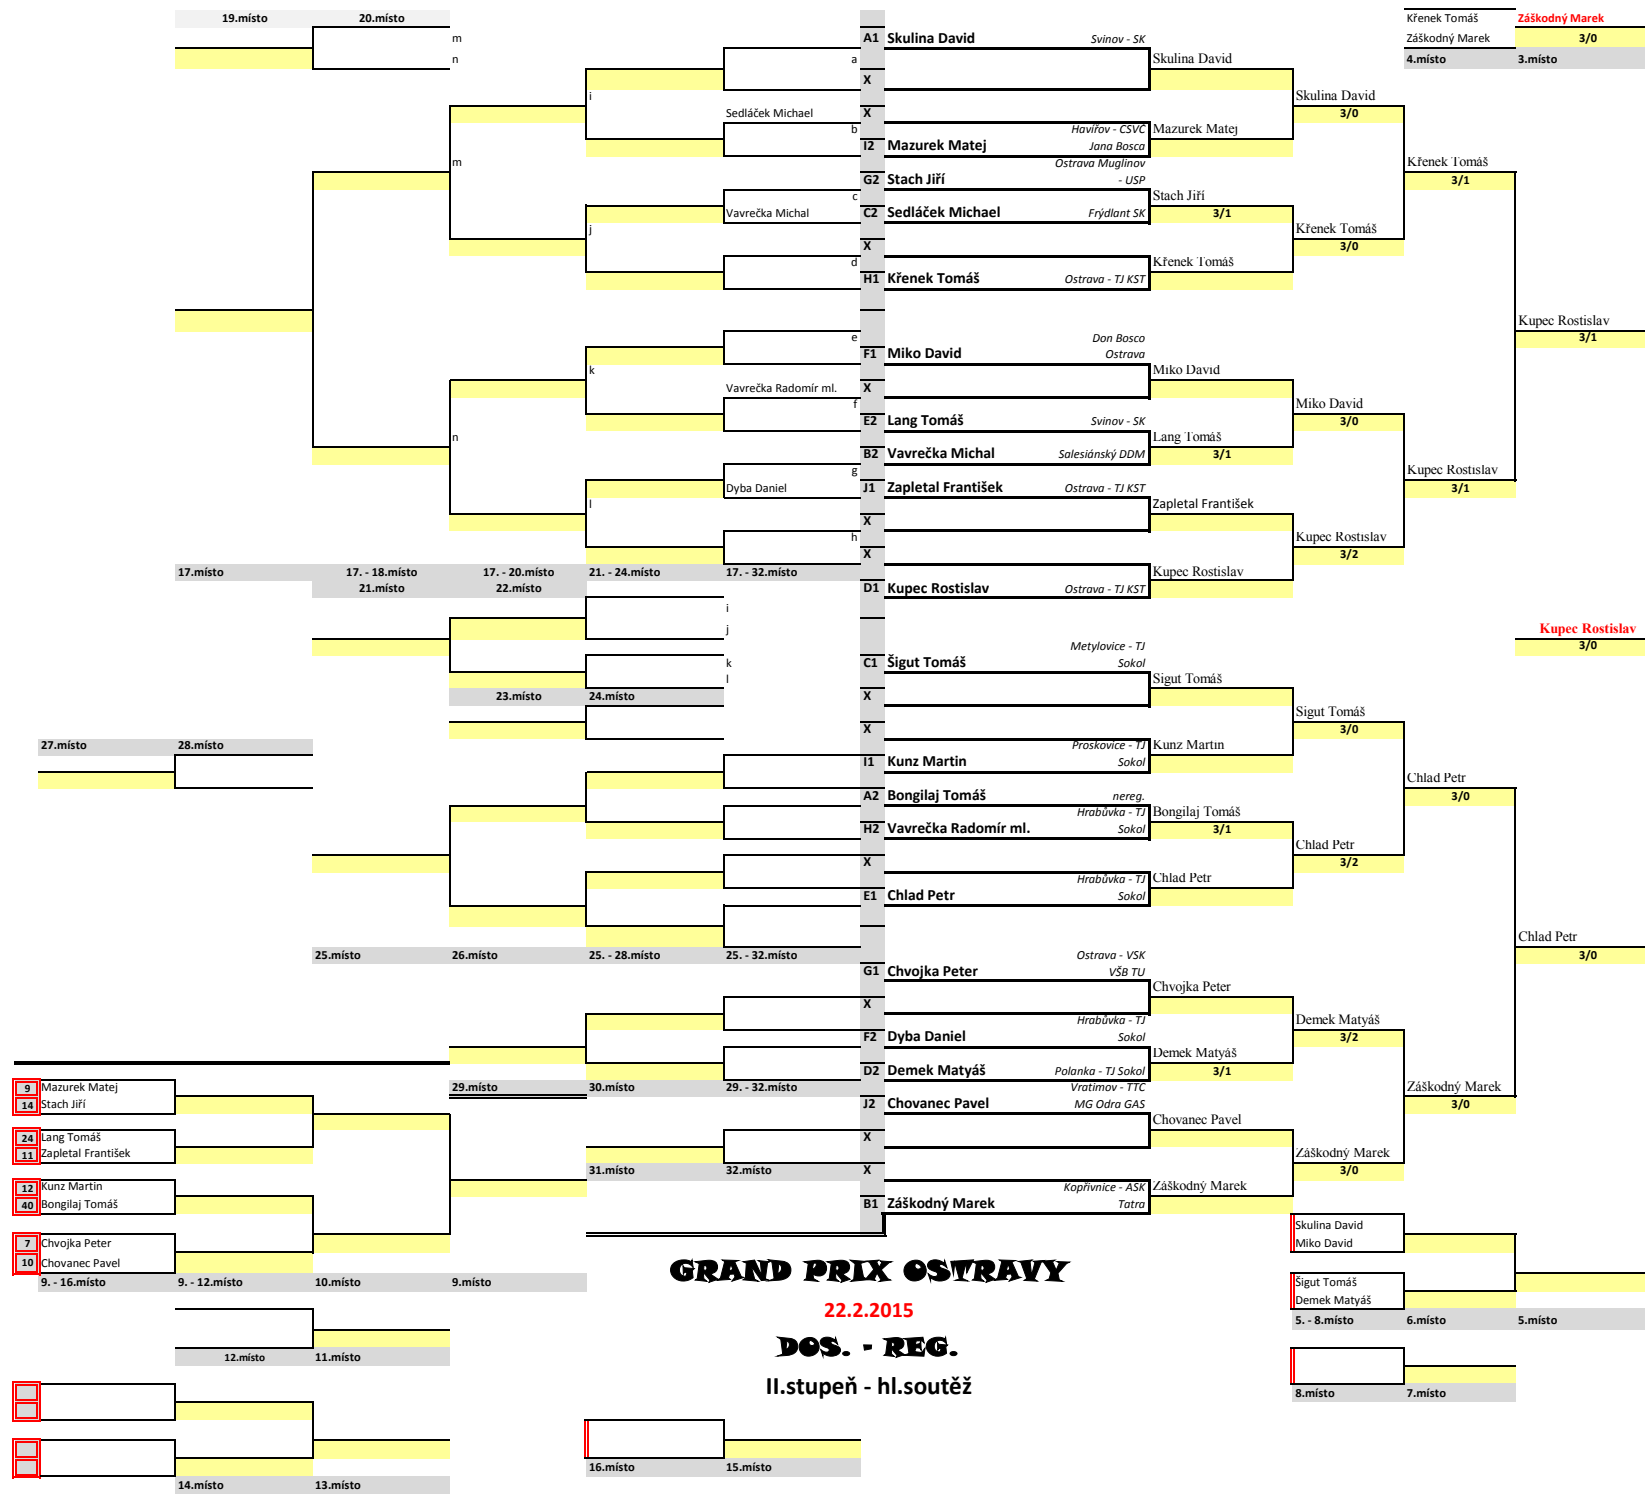 19.místo 20.místo Křenek Tomáš Záškodný Marek
m A1 Skulina David Svinov - SK Záškodný Marek 3/0
n a Skulina David 4.místo 3.místo
X
i Skulina David
Sedláček Michael X 3/0
b Havířov - CSVČ Mazurek Matej
I2 Mazurek Matej Jana Bosca
m Ostrava Muglinov Křenek Tomáš
G2 Stach Jiří - USP 3/1
c Stach Jiří
Vavrečka Michal C2 Sedláček Michael Frýdlant SK 3/1
j Křenek Tomáš
X 3/0
d Křenek Tomáš
H1 Křenek Tomáš Ostrava - TJ KST
Kupec Rostislav
e Don Bosco 3/1
F1 Miko David Ostrava
k Miko David
Vavrečka Radomír ml. X
f Miko David
E2 Lang Tomáš Svinov - SK 3/0
n Lang Tomáš
B2 Vavrečka Michal Salesiánský DDM 3/1
g Kupec Rostislav
Dyba Daniel J1 Zapletal František Ostrava - TJ KST 3/1
l Zapletal František
X
h Kupec Rostislav
X 3/2
17.místo 17. - 18.místo 17. - 20.místo 21. - 24.místo 17. - 32.místo Kupec Rostislav
21.místo 22.místo D1 Kupec Rostislav Ostrava - TJ KST
i
j Kupec Rostislav
Metylovice - TJ 3/0
k C1 Šigut Tomáš Sokol
l Šigut Tomáš
23.místo 24.místo X
Šigut Tomáš
X 3/0
27.místo 28.místo Proskovice - TJ Kunz Martin
I1 Kunz Martin Sokol
Chlad Petr
A2 Bongilaj Tomáš nereg. 3/0
Hrabůvka - TJ Bongilaj Tomáš
H2 Vavrečka Radomír ml. Sokol 3/1
Chlad Petr
X 3/2
Hrabůvka - TJ Chlad Petr
E1 Chlad Petr Sokol
Chlad Petr
25.místo 26.místo 25. - 28.místo 25. - 32.místo Ostrava - VSK 3/0
G1 Chvojka Peter VŠB TU
Chvojka Peter
X
Hrabůvka - TJ Demek Matyáš
F2 Dyba Daniel Sokol 3/2
Demek Matyáš
D2 Demek Matyáš Polanka - TJ Sokol 3/1
9 Mazurek Matej 29.místo 30.místo 29. - 32.místo Vratimov - TTC Záškodný Marek
14 Stach Jiří J2 Chovanec Pavel MG Odra GAS 3/0
Chovanec Pavel
24 Lang Tomáš X
11 Zapletal František Záškodný Marek
31.místo 32.místo X 3/0
12 Kunz Martin Kopřivnice - ASK Záškodný Marek
40 Bongilaj Tomáš B1 Záškodný Marek Tatra
Skulina David
7 Chvojka Peter Miko David
10 Chovanec Pavel
9. - 16.místo 9. - 12.místo 10.místo 9.místo
GRAND PRIX OSTRAVY
Šigut Tomáš
Demek Matyáš
22.2.2015
5. - 8.místo 6.místo 5.místo
DOS. - REG.
12.místo 11.místo
II.stupeň - hl.soutěž
8.místo 7.místo
16.místo 15.místo
14.místo 13.místo